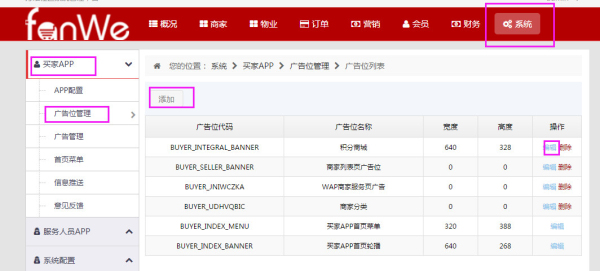 fanWe
概况 商家 物业 订单 营销 会员 财务 系统
买家APP
APP配置
广告位管理
广告管理
首页菜单
信息推送
意见反馈
服务人员APP
系统配置
您的位置： 系统 > 买家APP > 广告位管理 > 广告位列表
添加
广告位代码 广告位名称 宽度 高度 操作
BUYER_INTEGRAL_BANNER 积分商城 640 328 编辑 删除
BUYER_SELLER_BANNER 商家列表页广告位 0 0 编辑 删除
BUYER_JNIWCZKA WAP商家服务页广告 0 0 编辑 删除
BUYER_UDHVQBIC 商家分类 0 0 编辑 删除
BUYER_INDEX_MENU 买家APP首页菜单 320 388 编辑
BUYER_INDEX_BANNER 买家APP首页轮播 640 268 编辑